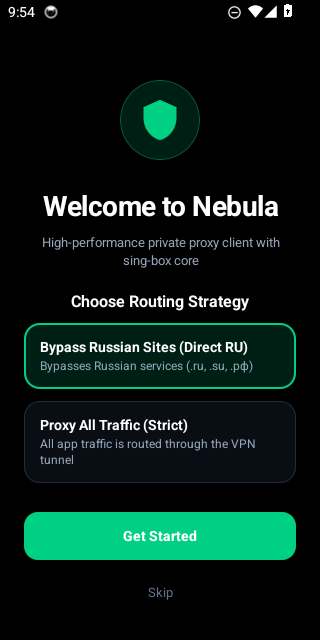 9:54
Welcome to Nebula
High-performance private proxy client with
sing-box core
Choose Routing Strategy
Bypass Russian Sites (Direct RU)
Bypasses Russian services (.ru, .su, .рф)
Proxy All Traffic (Strict)
All app traffic is routed through the VPN
tunnel
Get Started
Skip